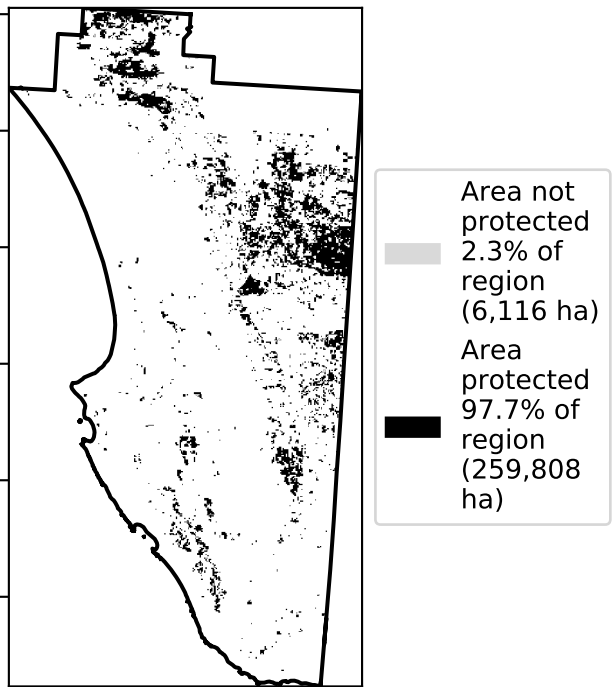 Area not
protected
2.3% of
region
(6,116 ha)
Area
protected
97.7% of
region
(259,808
ha)